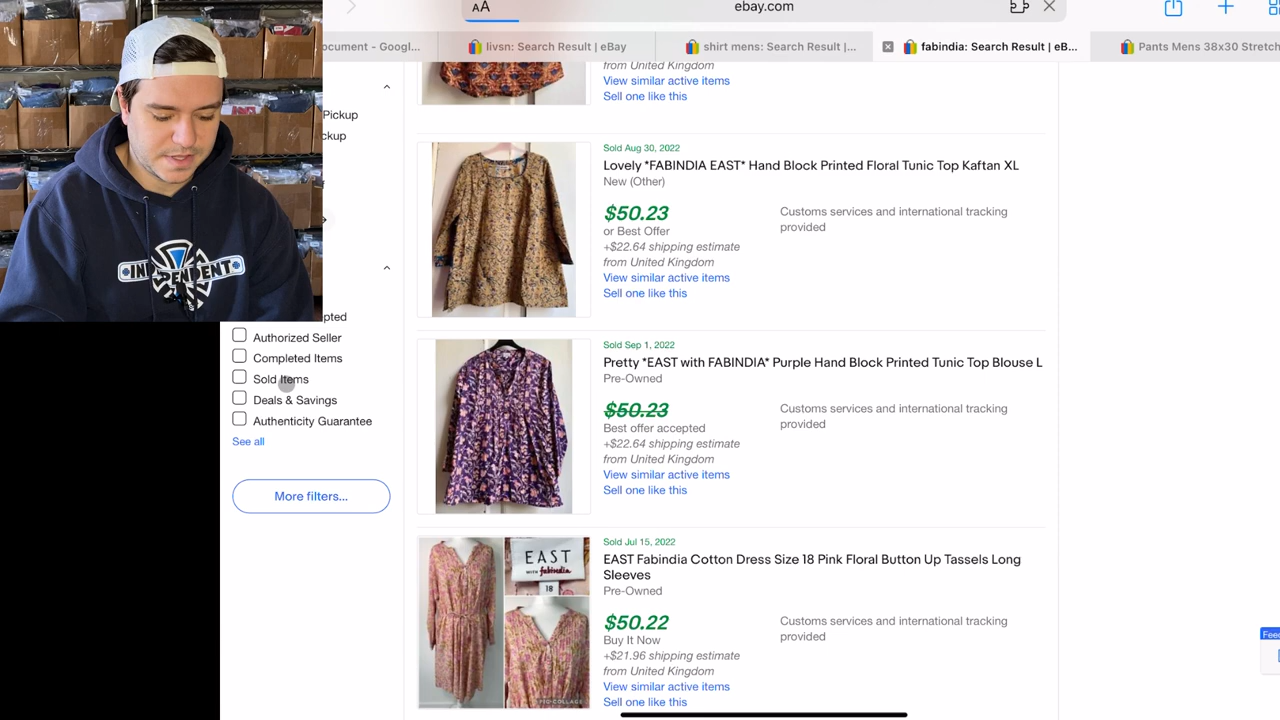 AA
ebay.com
ocument - Googl...
livsn: Search Result | eBay
shirt mens: Search Result |...
fabindia: Search Result | eB...
Pants Mens 38x30 Stretch
from United Kingdom
View similar active items
Sell one like this
Pickup
ckup
Sold Aug 30, 2022
Lovely *FABINDIA EAST* Hand Block Printed Floral Tunic Top Kaftan XL
New (Other)
$50.23
or Best Offer
+$22.64 shipping estimate
from United Kingdom
View similar active items
Sell one like this
Customs services and international tracking
provided
INDEPENDENT
pted
Authorized Seller
Completed Items
Sold Items
Deals & Savings
Authenticity Guarantee
See all
More filters...
Sold Sep 1, 2022
Pretty *EAST with FABINDIA* Purple Hand Block Printed Tunic Top Blouse L
Pre-Owned
$50.23
Best offer accepted
+$22.64 shipping estimate
from United Kingdom
View similar active items
Sell one like this
Customs services and international tracking
provided
EAST
WITH fabindia
18
PIC•COLLAGE
Sold Jul 15, 2022
EAST Fabindia Cotton Dress Size 18 Pink Floral Button Up Tassels Long
Sleeves
Pre-Owned
$50.22
Buy It Now
+$21.96 shipping estimate
from United Kingdom
View similar active items
Sell one like this
Customs services and international tracking
provided
Feed